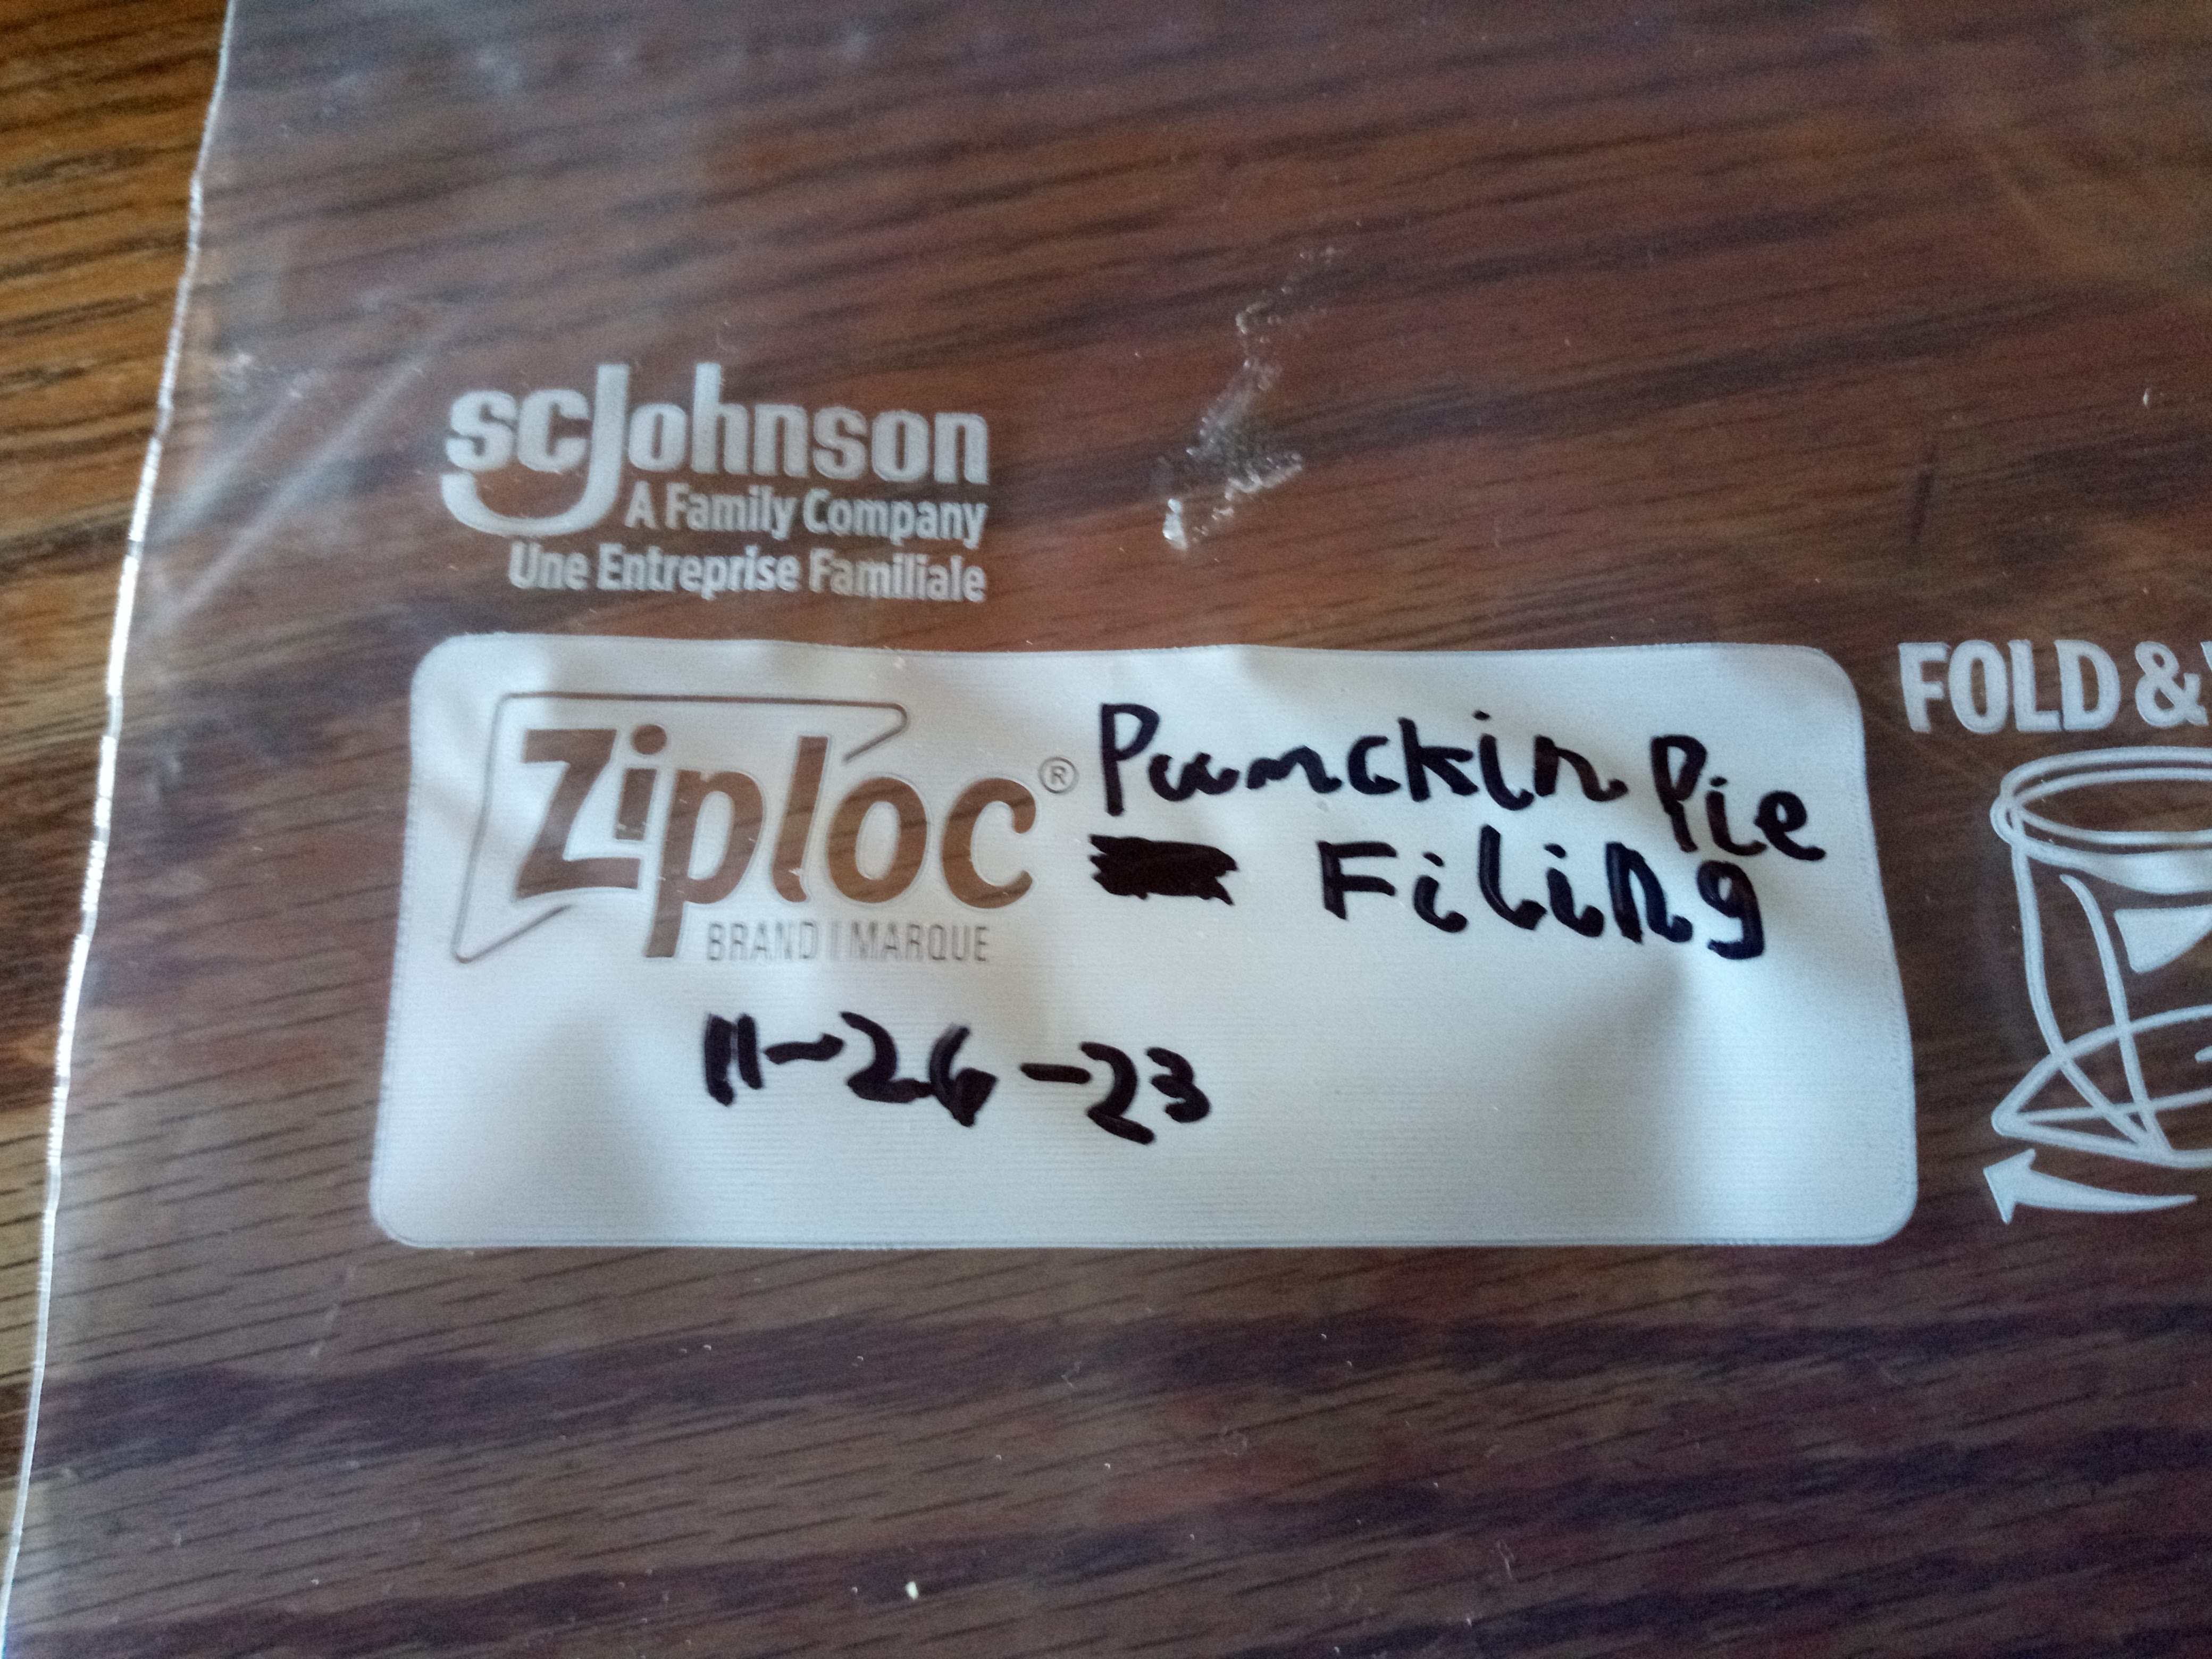 scJohnson
A Family Company
Une Entreprise Familiale
Ziploc®
BRAND | MARQUE
Pumckin Pie
Filing
11-26-23
FOLD &